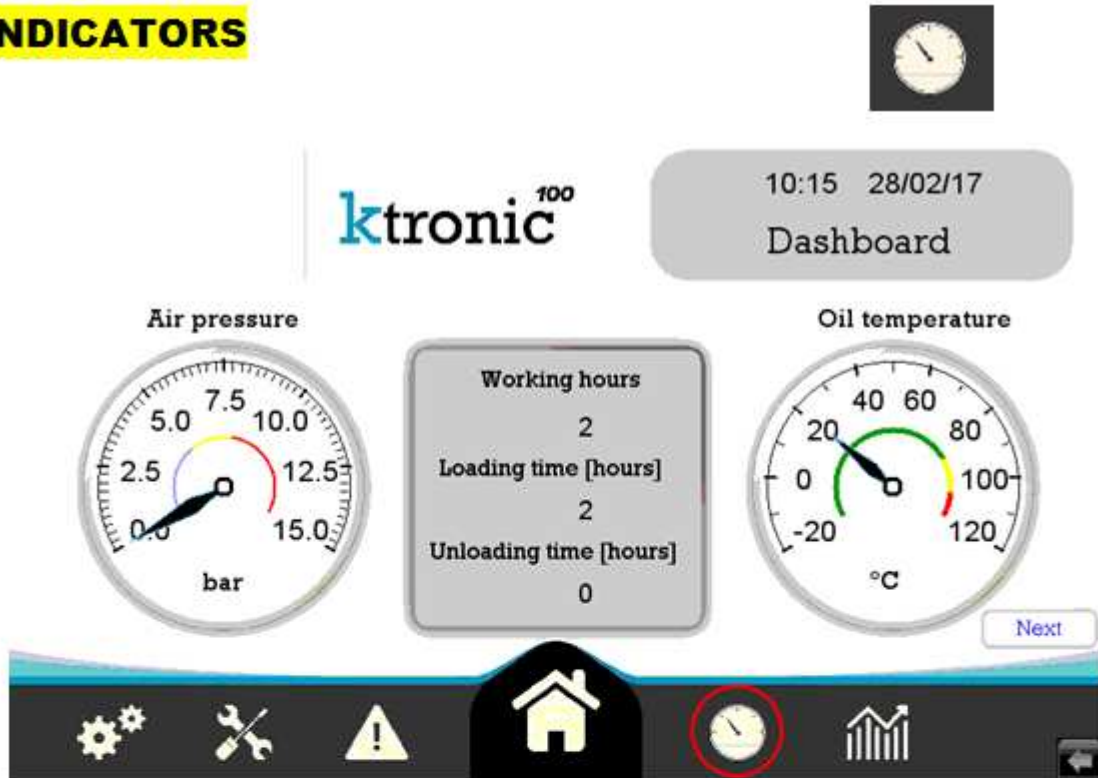 NDICATORS
ktronic 100
10:15 28/02/17
Dashboard
Air pressure
0.0
2.5
5.0
7.5
10.0
12.5
15.0
bar
Working hours
2
Loading time [hours]
2
Unloading time [hours]
0
Oil temperature
-20
0
20
40
60
80
100
120
°C
Next